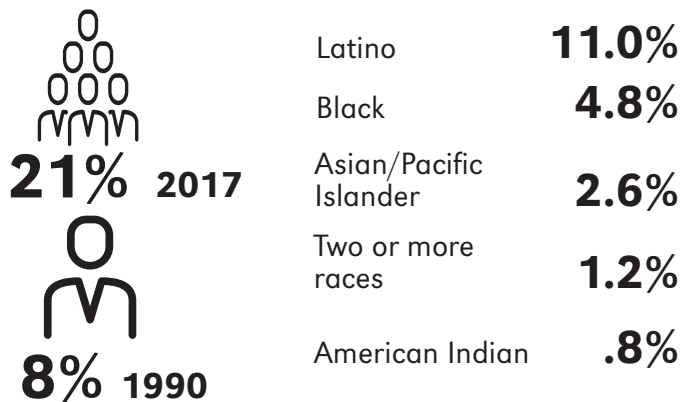 21% 2017
8% 1990
Latino 11.0%
Black 4.8%
Asian/Pacific
Islander 2.6%
Two or more
races 1.2%
American Indian .8%